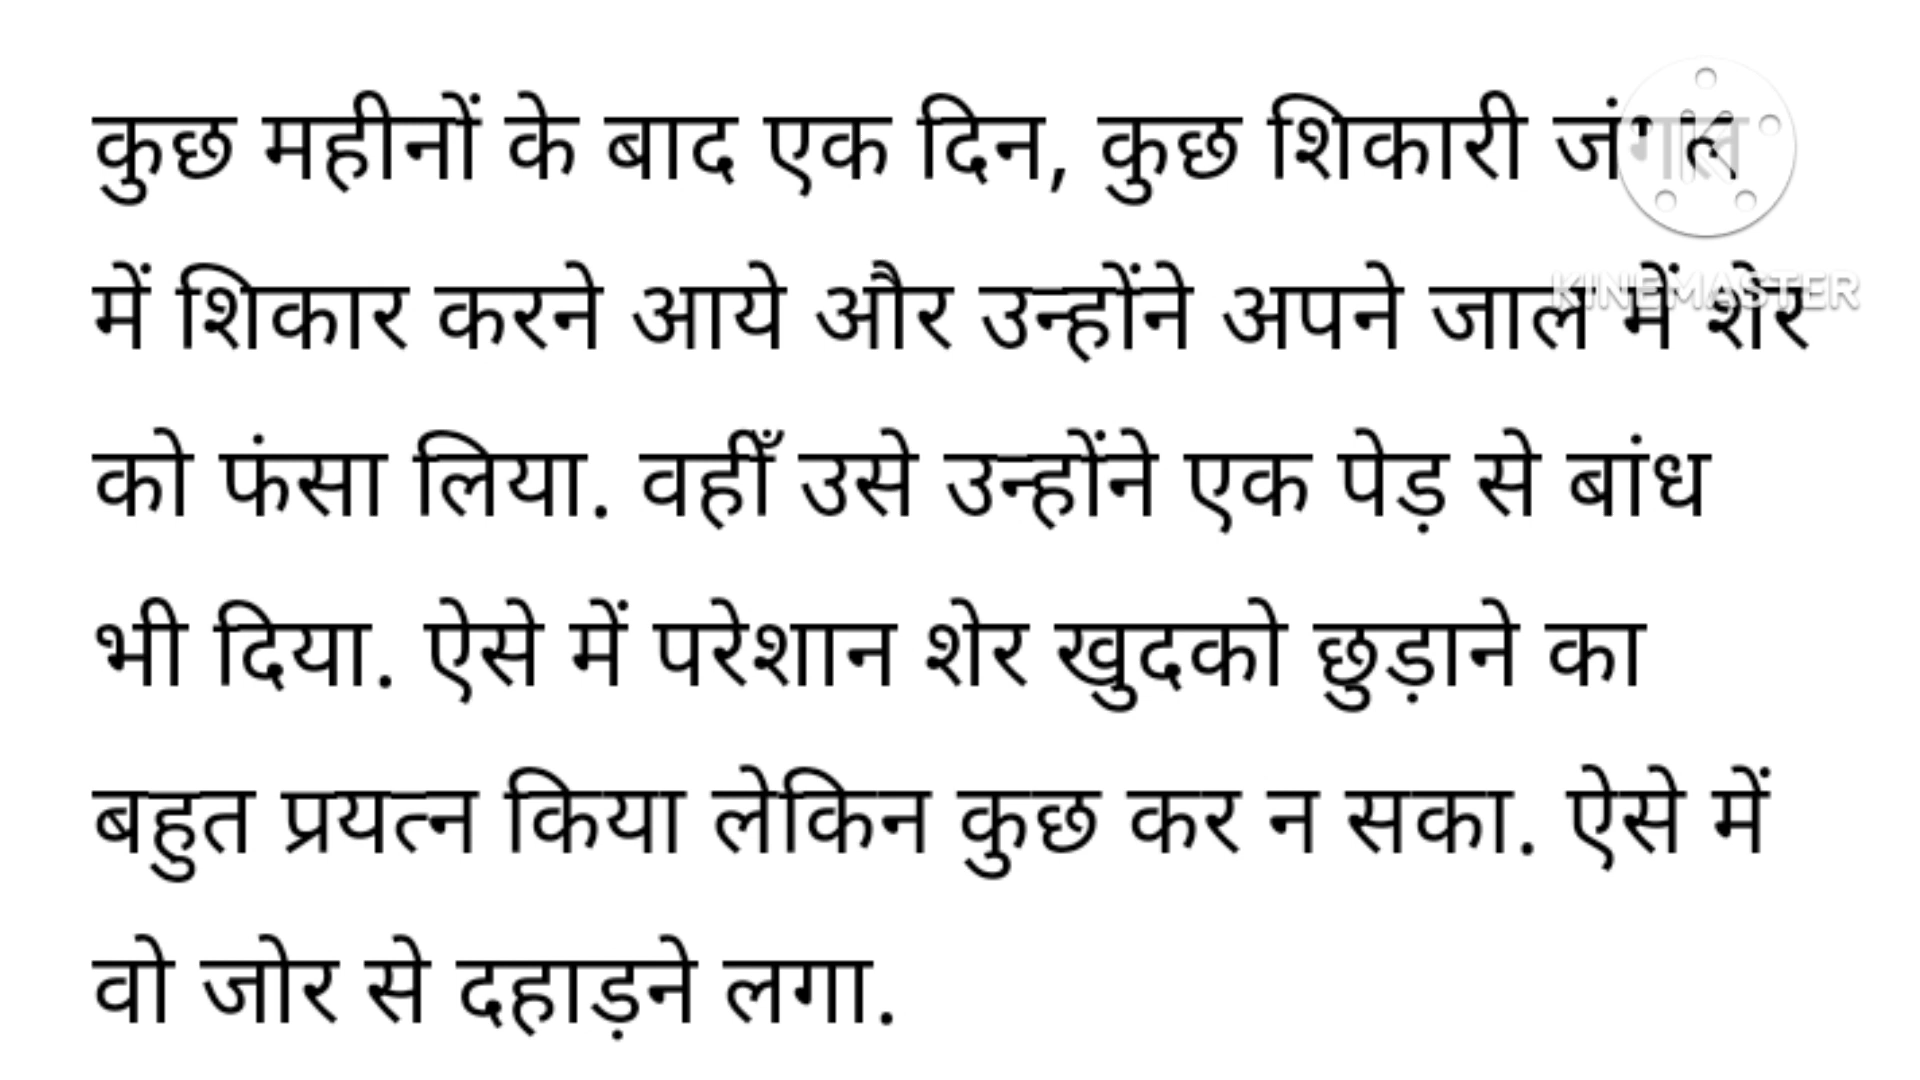 कुछ महीनों के बाद एक दिन, कुछ शिकारी जंगल
में शिकार करने आये और उन्होंने अपने जाल में शेर
को फंसा लिया. वहीँ उसे उन्होंने एक पेड़ से बांध
भी दिया. ऐसे में परेशान शेर खुदको छुड़ाने का
बहुत प्रयत्न किया लेकिन कुछ कर न सका. ऐसे में
वो जोर से दहाड़ने लगा.
KINEMASTER